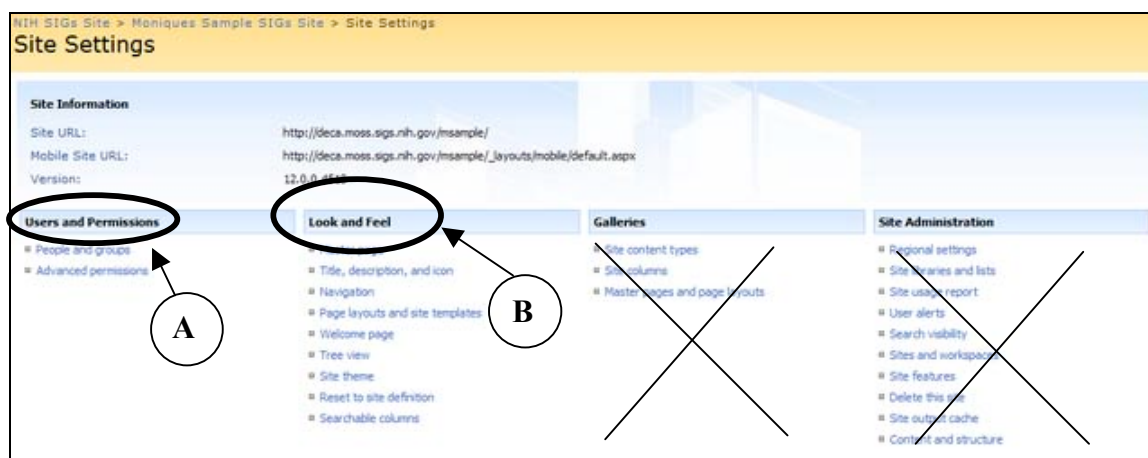 NIH SIGs Site > Moniques Sample SIGs Site > Site Settings
Site Settings
Site Information
Site URL: http://deca.moss.sigs.nih.gov/msample/
Mobile Site URL: http://deca.moss.sigs.nih.gov/msample/_layouts/mobile/default.aspx
Version: 12.0.0
Users and Permissions
People and groups
Advanced permissions
A
Look and Feel
Master page
Title, description, and icon
Navigation
Page layouts and site templates
Welcome page
Tree view
Site theme
Reset to site definition
Searchable columns
B
Galleries
Site content types
Site columns
Master pages and page layouts
Site Administration
Regional settings
Site libraries and lists
Site usage report
User alerts
Search visibility
Sites and workspaces
Site features
Delete this site
Site output cache
Content and structure